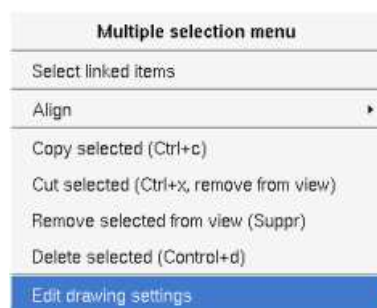 Multiple selection menu
Select linked items
Align
Copy selected (Ctrl+c)
Cut selected (Ctrl+x, remove from view)
Remove selected from view (Suppr)
Delete selected (Control+d)
Edit drawing settings